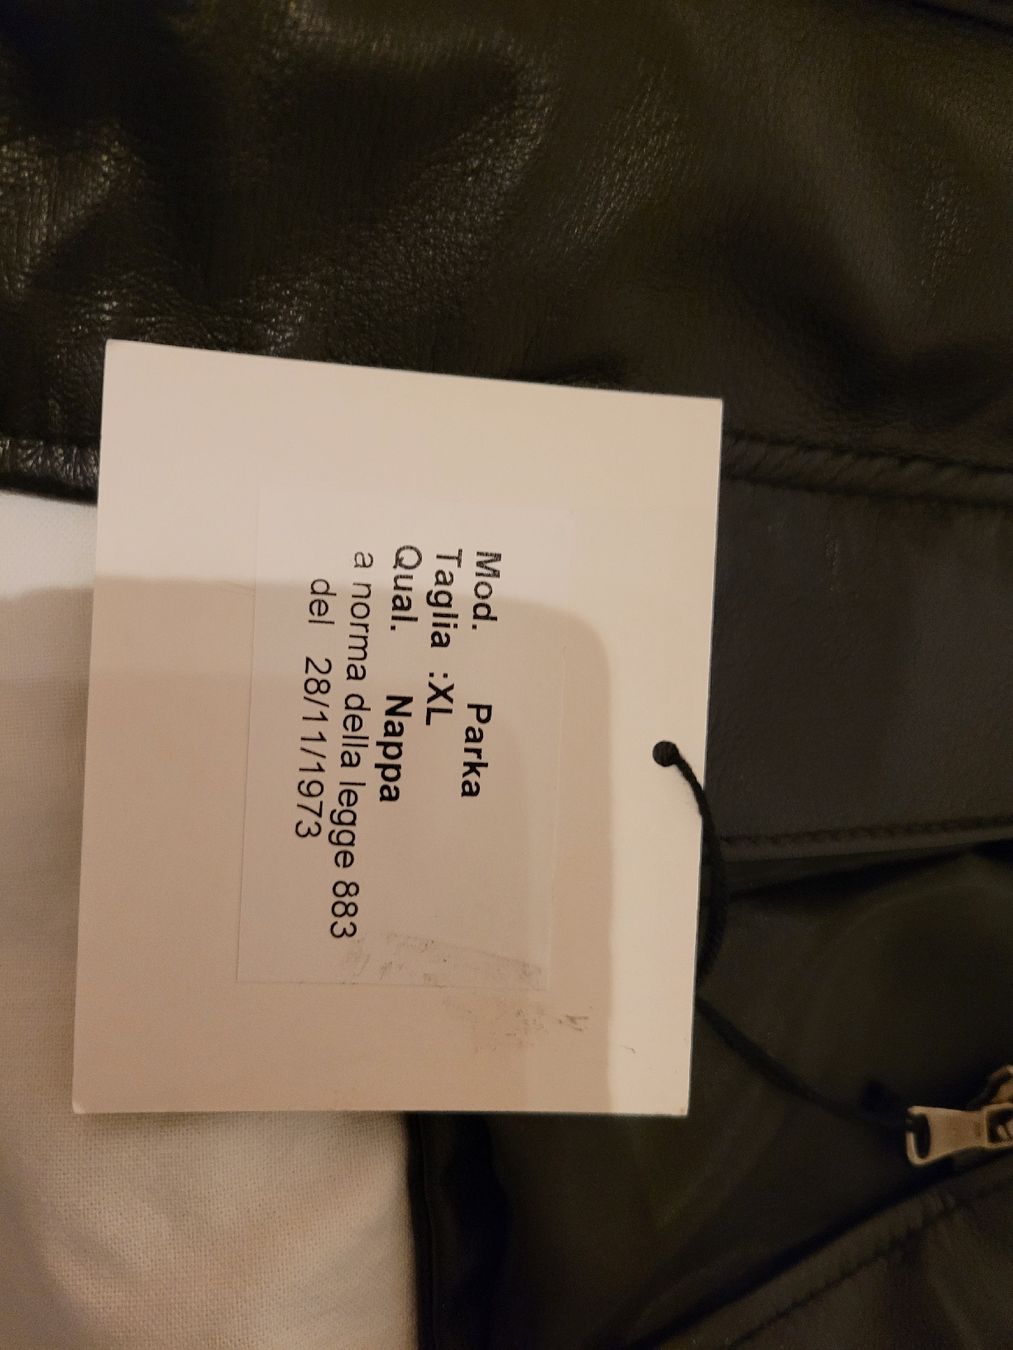 Mod. Parka
Taglia :XL
Qual. Nappa
a norma della legge 883
del 28/11/1973